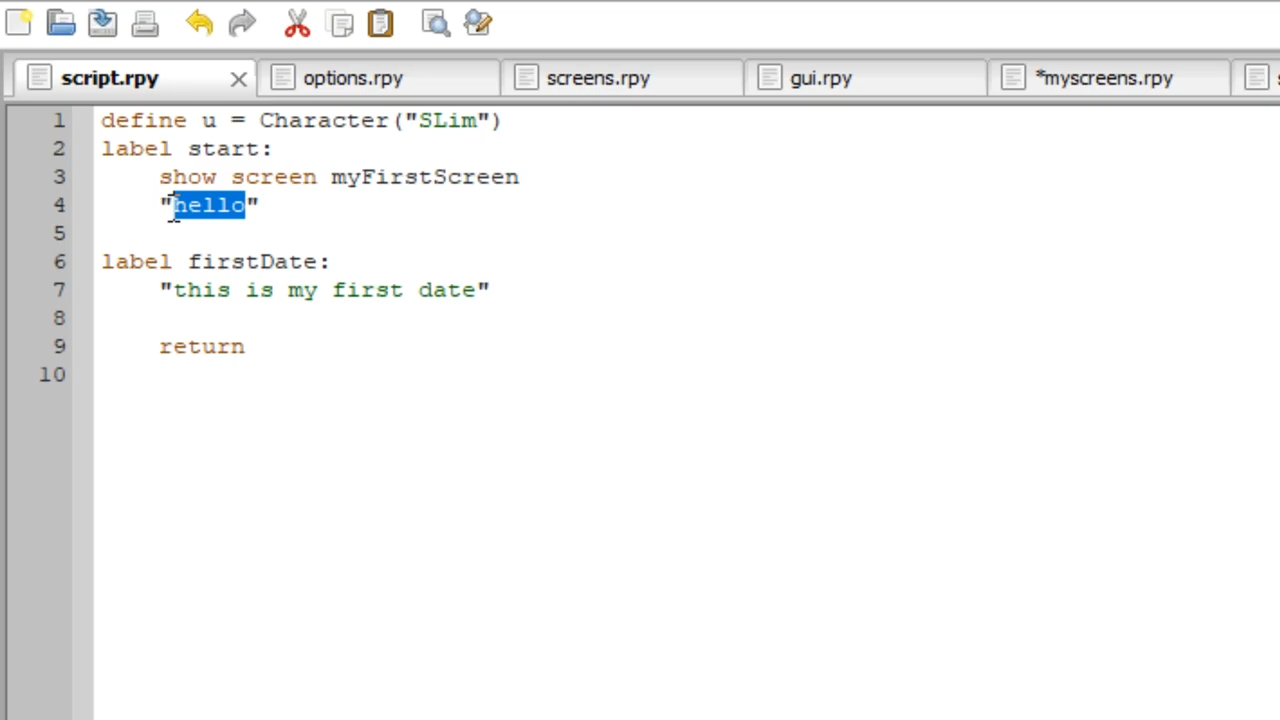 script.rpy options.rpy screens.rpy gui.rpy *myscreens.rpy
1 define u = Character("SLim")
2 label start:
3 show screen myFirstScreen
4 "hello"
5
6 label firstDate:
7 "this is my first date"
8
9 return
10